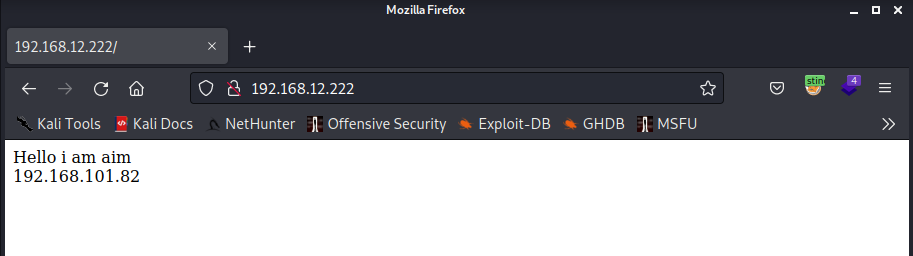 Mozilla Firefox
192.168.12.222/
192.168.12.222
stin
4
Kali Tools Kali Docs NetHunter Offensive Security Exploit-DB GHDB MSFU
Hello i am aim
192.168.101.82